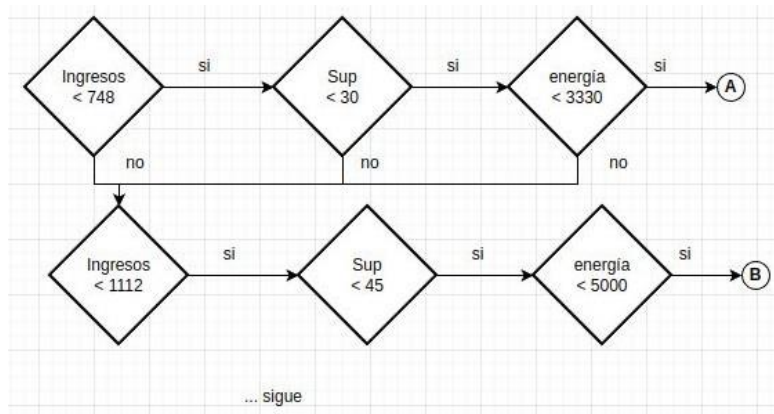 Ingresos
< 748
si
Sup
< 30
si
energía
< 3330
si
A
no
no
no
Ingresos
< 1112
si
Sup
< 45
si
energía
< 5000
si
B
... sigue